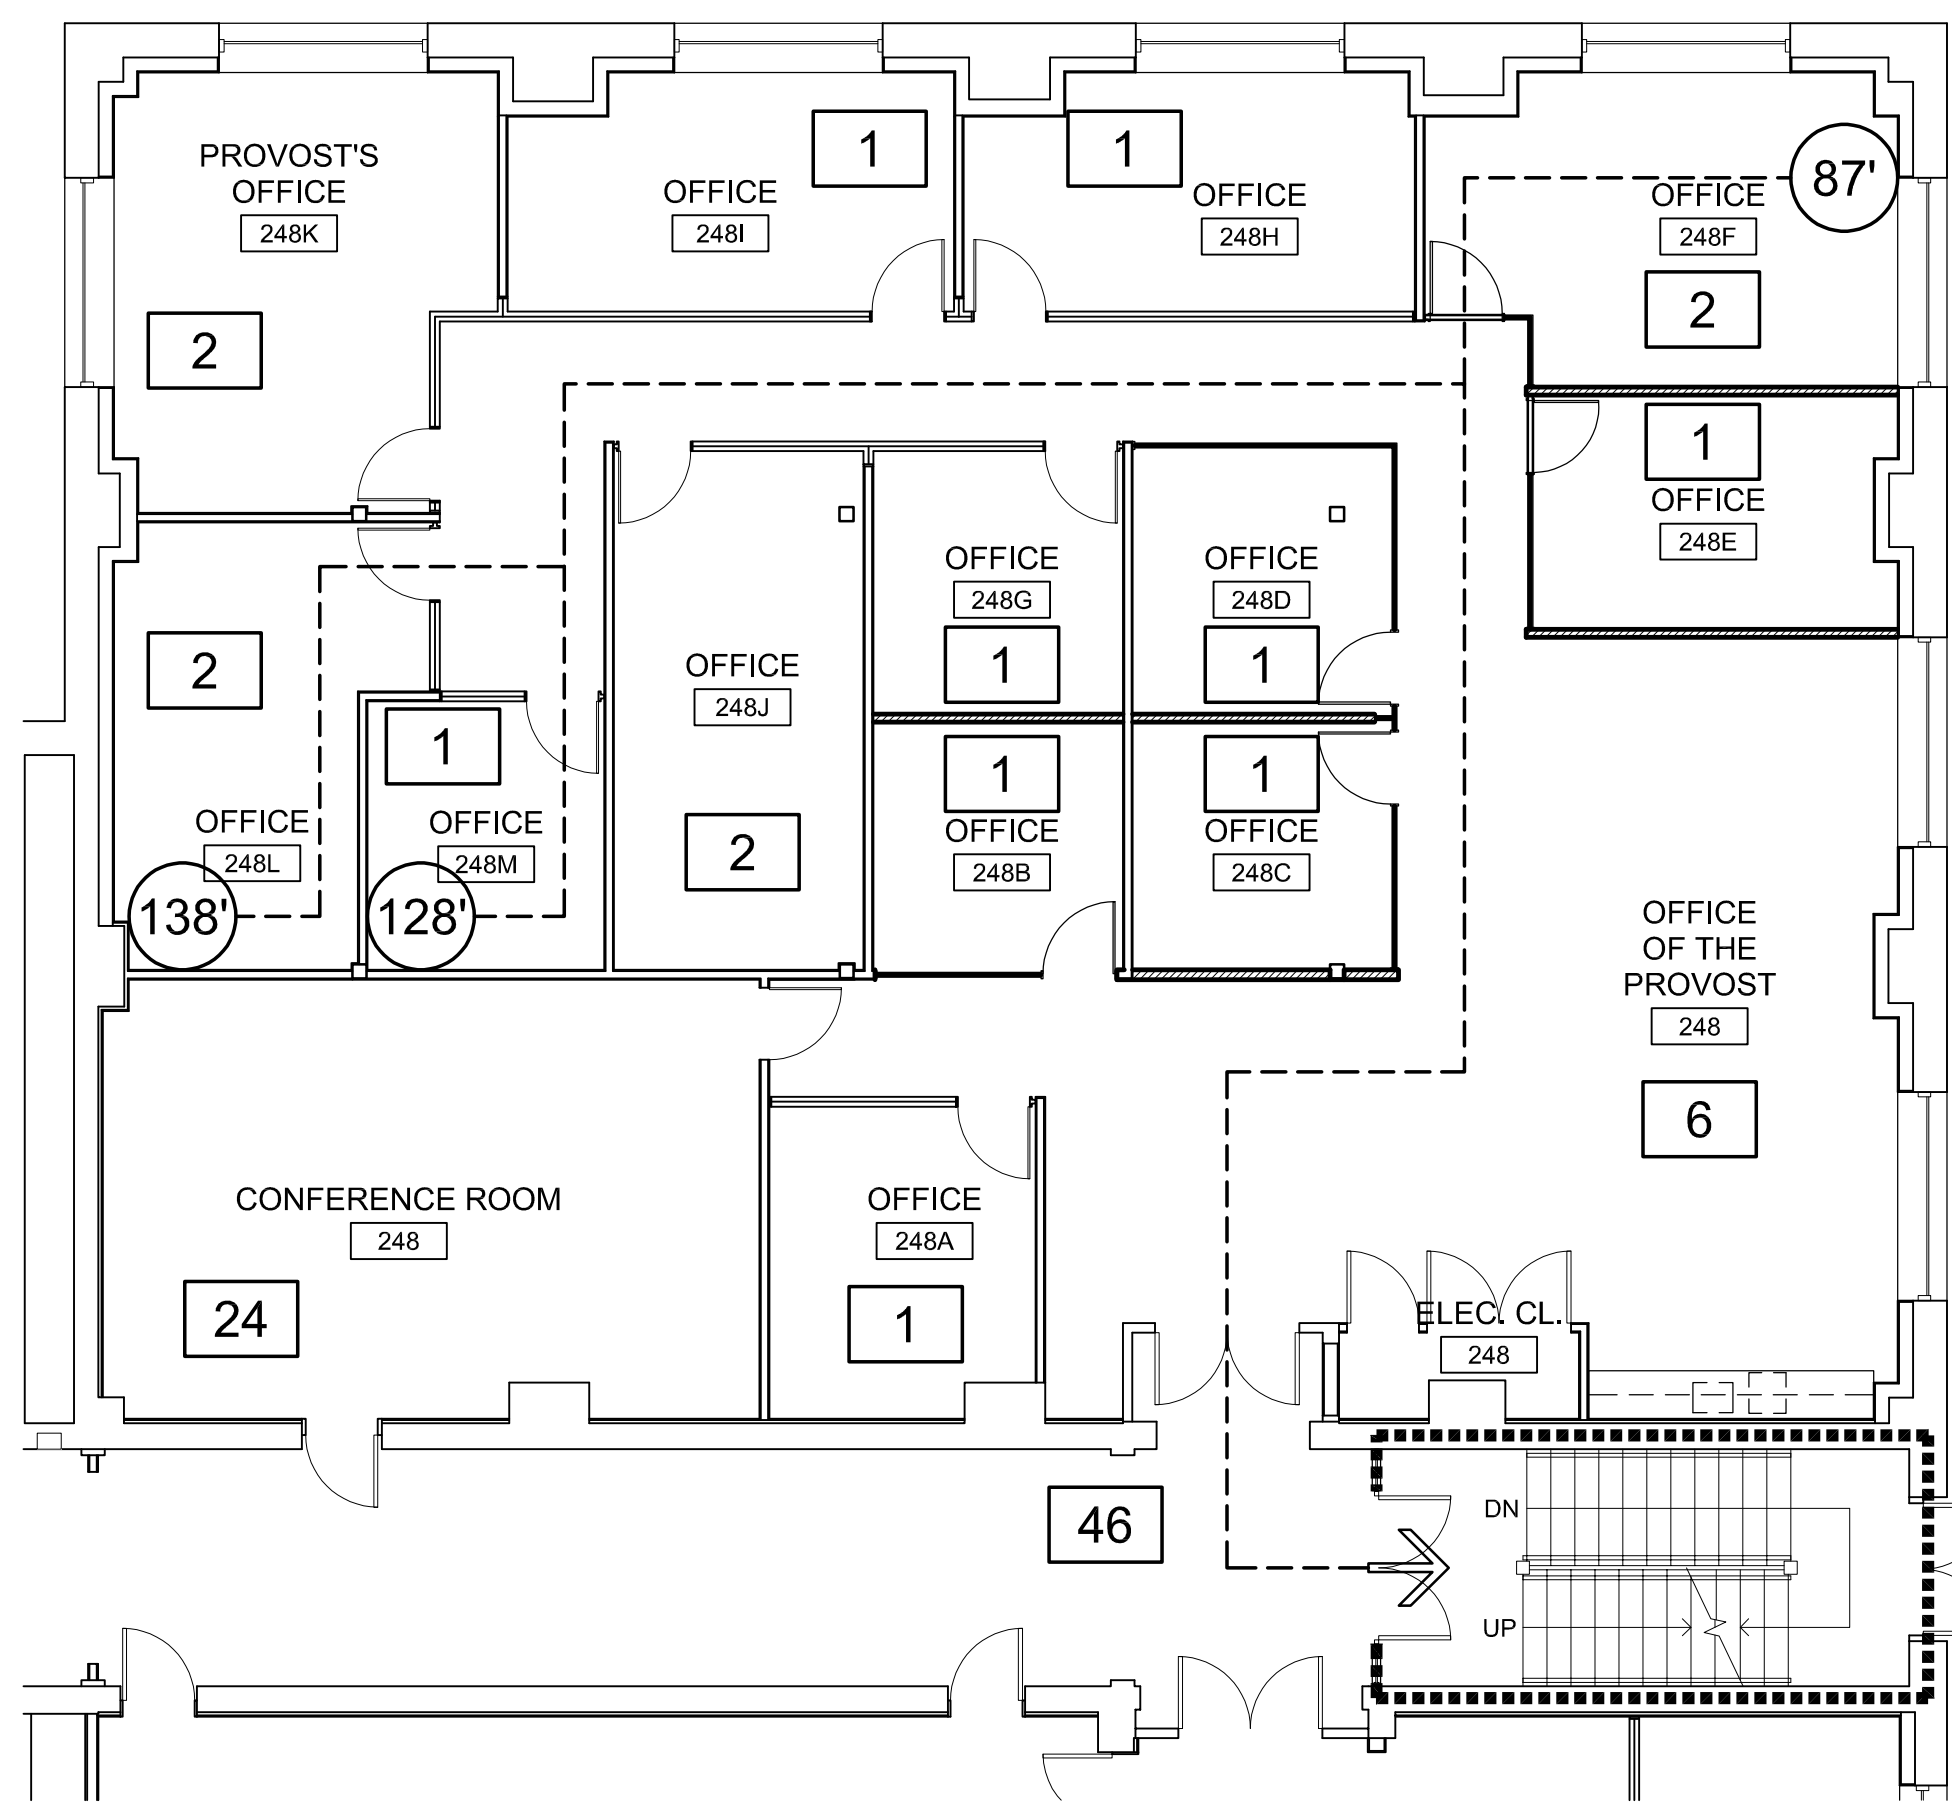 PROVOST'S
OFFICE
248K
2
OFFICE
248I
1
1
OFFICE
248H
87'
OFFICE
248F
2
1
OFFICE
248E
2
OFFICE
248L
138'
1
OFFICE
248M
128'
OFFICE
248J
2
OFFICE
248G
1
OFFICE
248D
1
1
OFFICE
248B
1
OFFICE
248C
OFFICE
OF THE
PROVOST
248
6
CONFERENCE ROOM
248
24
OFFICE
248A
1
ELEC. CL.
248
46
DN
UP